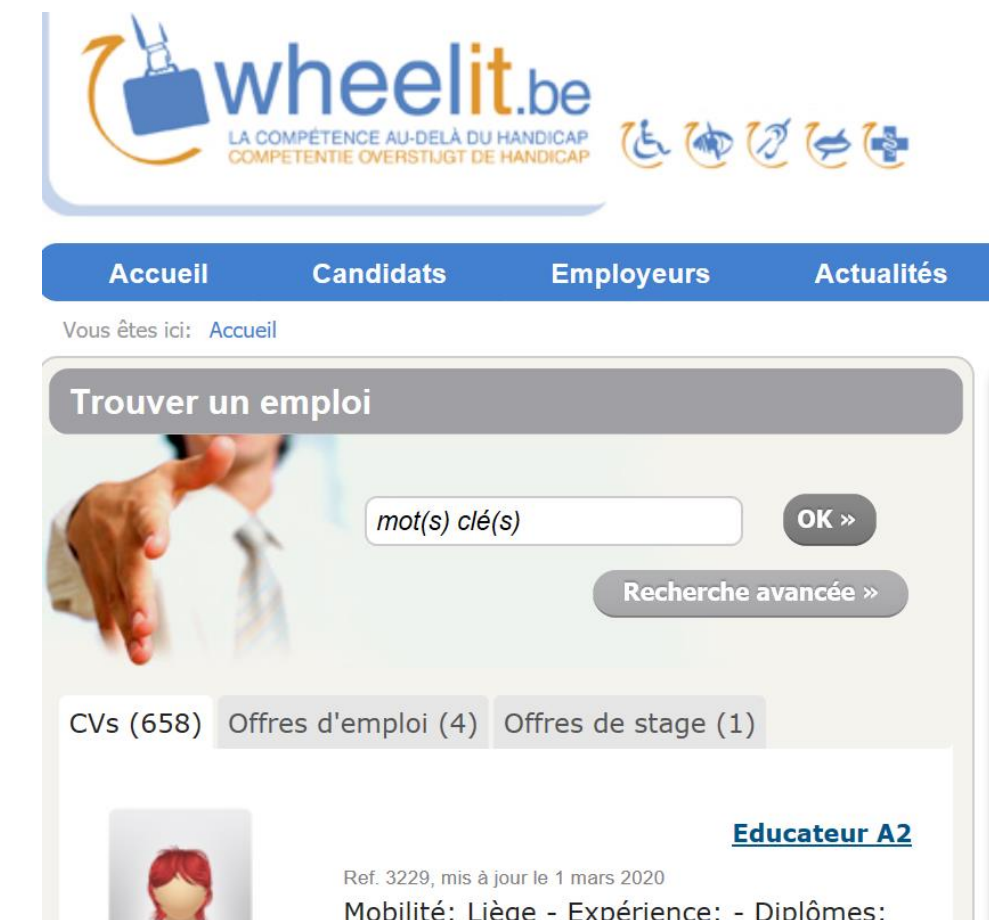 wheelit.be
LA COMPÉTENCE AU-DELÀ DU HANDICAP
COMPETENTIE OVERSTIJGT DE HANDICAP
Accueil Candidats Employeurs Actualités
Vous êtes ici: Accueil
Trouver un emploi
mot(s) clé(s) OK »
Recherche avancée »
CVs (658) Offres d'emploi (4) Offres de stage (1)
Educateur A2
Ref. 3229, mis à jour le 1 mars 2020
Mobilité: Liège - Expérience: - Diplômes: